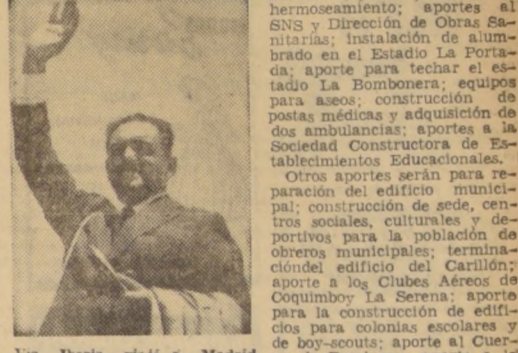 hermoseamiento; aportes al
SNS y Dirección de Obras Sa-
nitarias; instalación de alum-
brado en el Estadio La Porta-
da; aporte para techar el es-
tadio La Bombonera; equipos
para aseos; construcción de
postas médicas y adquisición de
dos ambulancias; aportes a la
Sociedad Constructora de Es-
tablecimientos Educacionales.
Otros aportes serán para re-
paración del edificio munici-
pal; construcción de sede, cen
tros sociales, culturales y de-
portivos para la población de
obreros municipales; termina-
cióndel edificio del Carillón;
aporte a los Clubes Aéreos de
Coquimboy La Serena; aporte
para la construcción de edifi-
cios para colonias escolares y
de boy-scouts; aporte al Cuer-
Madrid